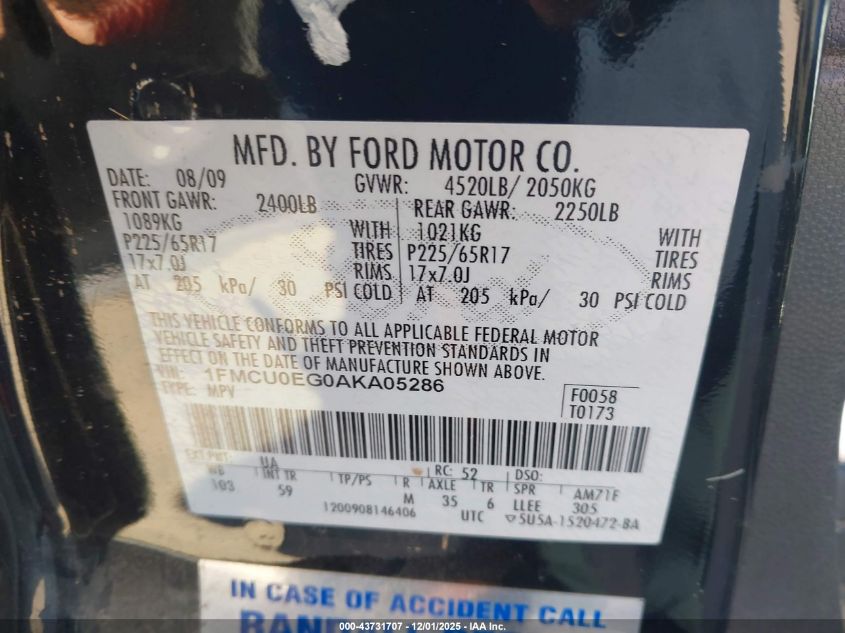 MFD. BY FORD MOTOR CO.
DATE: 08/09 GVWR: 4520LB/ 2050KG
FRONT GAWR: 2400LB REAR GAWR: 2250LB
1089KG WITH 1021KG WITH
P225/65R17 TIRES P225/65R17 TIRES
17x7.0J RIMS 17x7.0J RIMS
AT 205 kPa/ 30 PSI COLD AT 205 kPa/ 30 PSI COLD
THIS VEHICLE CONFORMS TO ALL APPLICABLE FEDERAL MOTOR
VEHICLE SAFETY AND THEFT PREVENTION STANDARDS IN
EFFECT ON THE DATE OF MANUFACTURE SHOWN ABOVE.
VIN: 1FMCU0EG0AKA05286
TYPE: MPV
F0058
T0173
EXT PNT: UA RC: 52 DSO:
WB INT TR TP/PS R AXLE TR SPR AM71F
103 59 M 35 6 LLEE 305
1200908146406 UTC ▽5U5A-1520472-BA
IN CASE OF ACCIDENT CALL
000-43731707 - 12/01/2025 - IAA Inc.